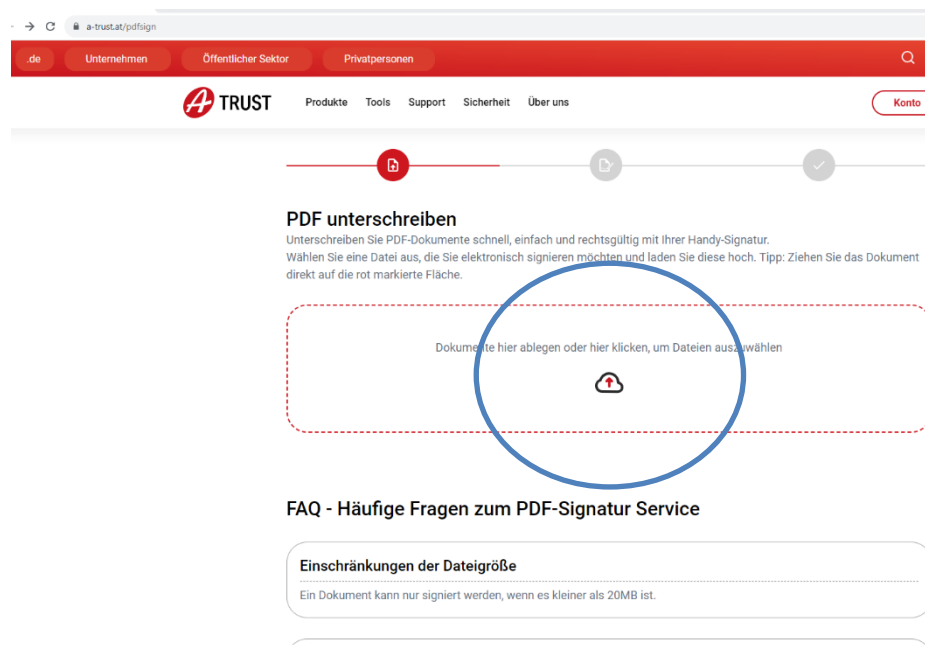 a-trust.at/pdfsign
.de Unternehmen Öffentlicher Sektor Privatpersonen
A TRUST Produkte Tools Support Sicherheit Über uns Konto
PDF unterschreiben
Unterschreiben Sie PDF-Dokumente schnell, einfach und rechtsgültig mit Ihrer Handy-Signatur.
Wählen Sie eine Datei aus, die Sie elektronisch signieren möchten und laden Sie diese hoch. Tipp: Ziehen Sie das Dokument
direkt auf die rot markierte Fläche.
Dokumente hier ablegen oder hier klicken, um Dateien auszuwählen
FAQ - Häufige Fragen zum PDF-Signatur Service
Einschränkungen der Dateigröße
Ein Dokument kann nur signiert werden, wenn es kleiner als 20MB ist.